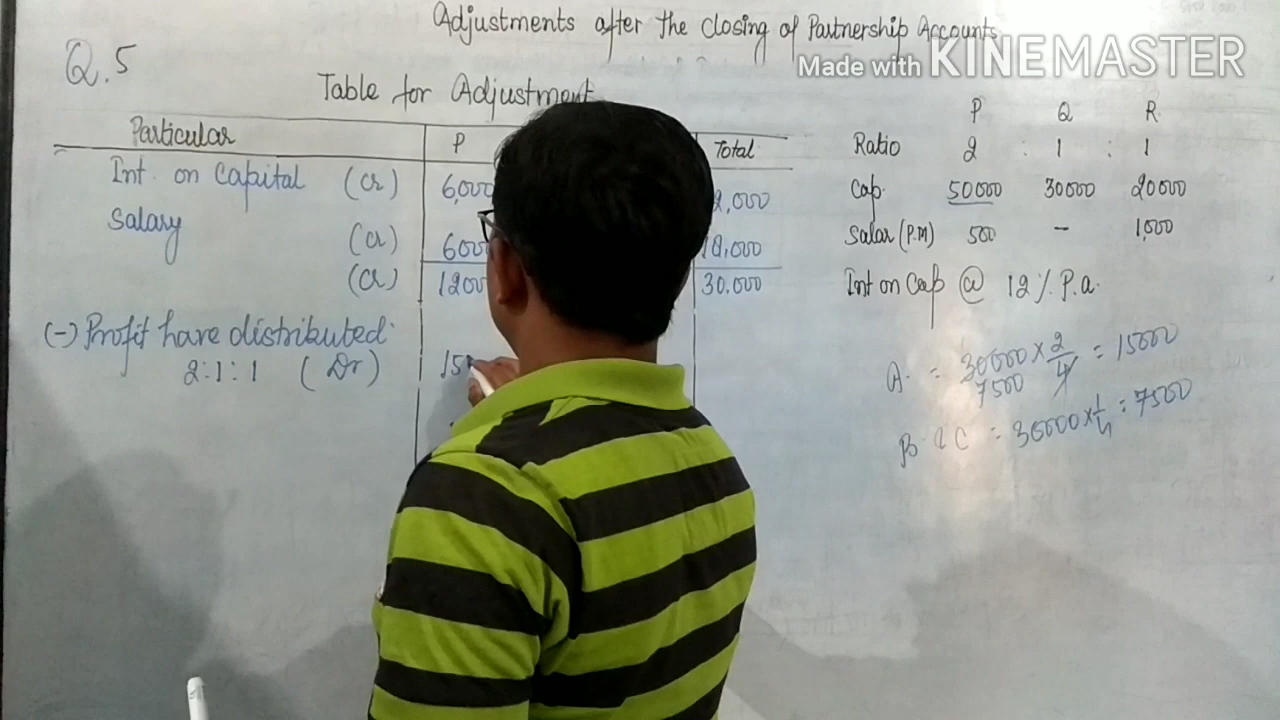 Adjustments after the closing of Partnership Accounts
Made with KINEMASTER
Q.5
Table for Adjustment
Particular P Total
Int. on Capital (Cr) 6,000 2,000
Salary
(Cr) 6000 18,000
(Cr) 1200 30,000
(-) Profit have distributed
2:1:1 (Dr) 15
P Q R
Ratio 2 : 1 : 1
Cap. 50000 30000 20000
Salar (P.M) 500 - 1,000
Int on Cap @ 12% P.a.
A. = 30000 × 2/4 = 15000
7500
B & C = 30000 × 1/4 = 7500